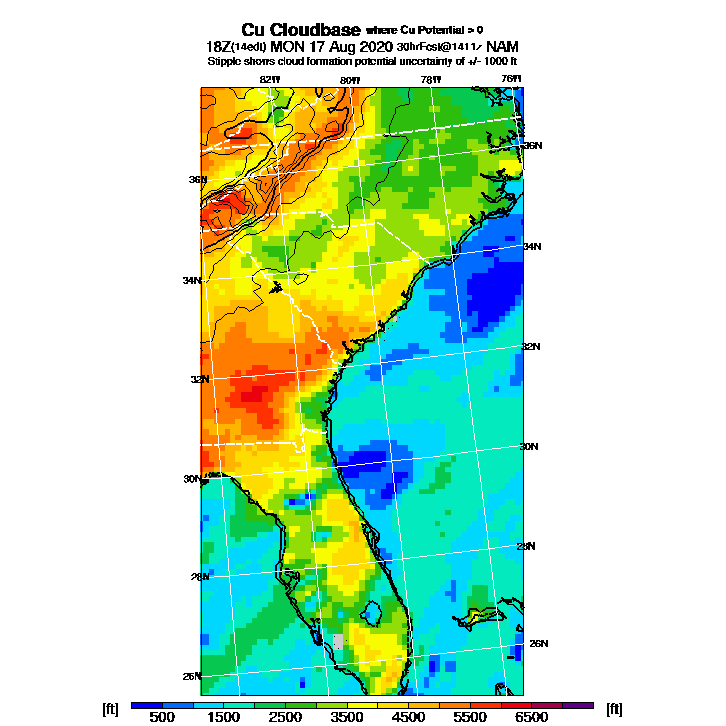 Cu Cloudbase where Cu Potential > 0
18Z(14edt) MON 17 Aug 2020 30hrFcst@1411z NAM
Stipple shows cloud formation potential uncertainty of +/- 1000 ft
82W 80W 78W 76W
36N 36N
34N 34N
32N 32N
30N 30N
28N 28N
26N 26N
[ft] 500 1500 2500 3500 4500 5500 6500 [ft]